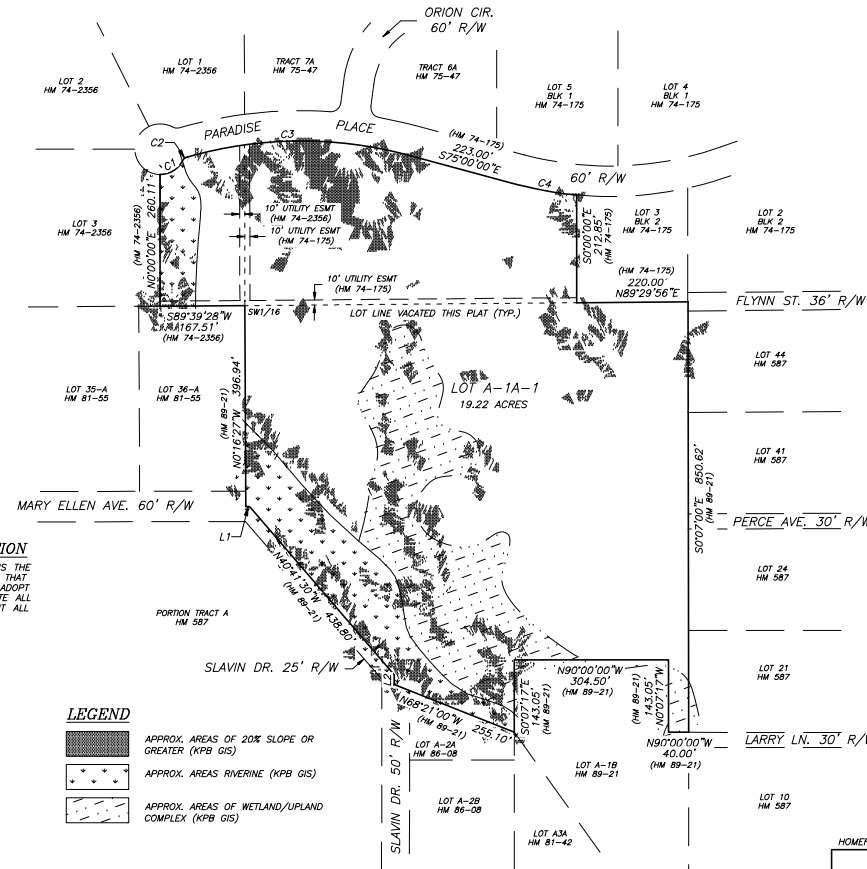 ORION CIR.
60' R/W
LOT 2
HM 74-2356
LOT 1
HM 74-2356
TRACT 7A
HM 75-47
TRACT 6A
HM 75-47
LOT 5
BLK 1
HM 74-175
LOT 4
BLK 1
HM 74-175
C2
C1
PARADISE
C3
PLACE
(HM 74-175)
223.00'
S75°00'00"E
C4
60' R/W
LOT 3
HM 74-2356
(HM 74-2356)
N0°00'00"E 260.11'
10' UTILITY ESMT
(HM 74-2356)
10' UTILITY ESMT
(HM 74-175)
10' UTILITY ESMT
(HM 74-175)
S0°00'00"E
212.85'
(HM 74-175)
LOT 3
BLK 2
HM 74-175
LOT 2
BLK 2
HM 74-175
(HM 74-175)
220.00'
N89°29'56"E
FLYNN ST. 36' R/W
S89°39'28"W
167.51'
(HM 74-2356)
SW1/16
LOT LINE VACATED THIS PLAT (TYP.)
LOT 35-A
HM 81-55
LOT 36-A
HM 81-55
N0°16'27"W 396.94'
(HM 89-21)
LOT A-1A-1
19.22 ACRES
LOT 44
HM 587
LOT 41
HM 587
S0°07'00"E 850.62'
(HM 89-21)
MARY ELLEN AVE. 60' R/W
L1
PERCE AVE. 30' R/W
TION
S THE
THAT
ADOPT
TE ALL
T ALL
N40°41'30"W 438.80'
(HM 89-21)
LOT 24
HM 587
PORTION TRACT A
HM 587
SLAVIN DR. 25' R/W
L2
N68°21'00"W 255.10'
(HM 89-21)
S0°07'17"E
143.05'
(HM 89-21)
N90°00'00"W
304.50'
(HM 89-21)
(HM 89-21)
143.05'
N0°07'17"W
LOT 21
HM 587
N90°00'00"W
40.00'
(HM 89-21)
LARRY LN. 30' R/W
LEGEND
APPROX. AREAS OF 20% SLOPE OR
GREATER (KPB GIS)
APPROX. AREAS RIVERINE (KPB GIS)
APPROX. AREAS OF WETLAND/UPLAND
COMPLEX (KPB GIS)
SLAVIN DR. 50' R/W
LOT A-2A
HM 86-08
LOT A-2B
HM 86-08
LOT A-1B
HM 89-21
LOT A3A
HM 81-42
LOT 10
HM 587
HOMER